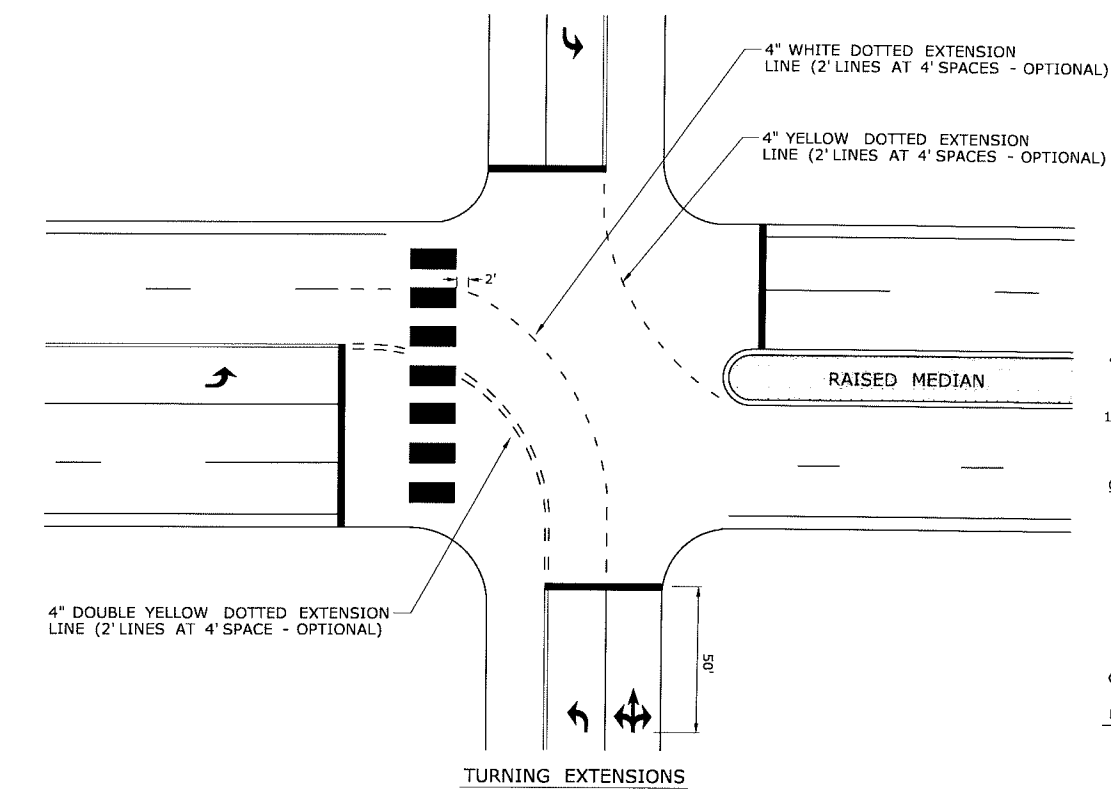 4" WHITE DOTTED EXTENSION
LINE (2' LINES AT 4' SPACES - OPTIONAL)
4" YELLOW DOTTED EXTENSION
LINE (2' LINES AT 4' SPACES - OPTIONAL)
2'
RAISED MEDIAN
4" DOUBLE YELLOW DOTTED EXTENSION
LINE (2' LINES AT 4' SPACE - OPTIONAL)
50'
TURNING EXTENSIONS